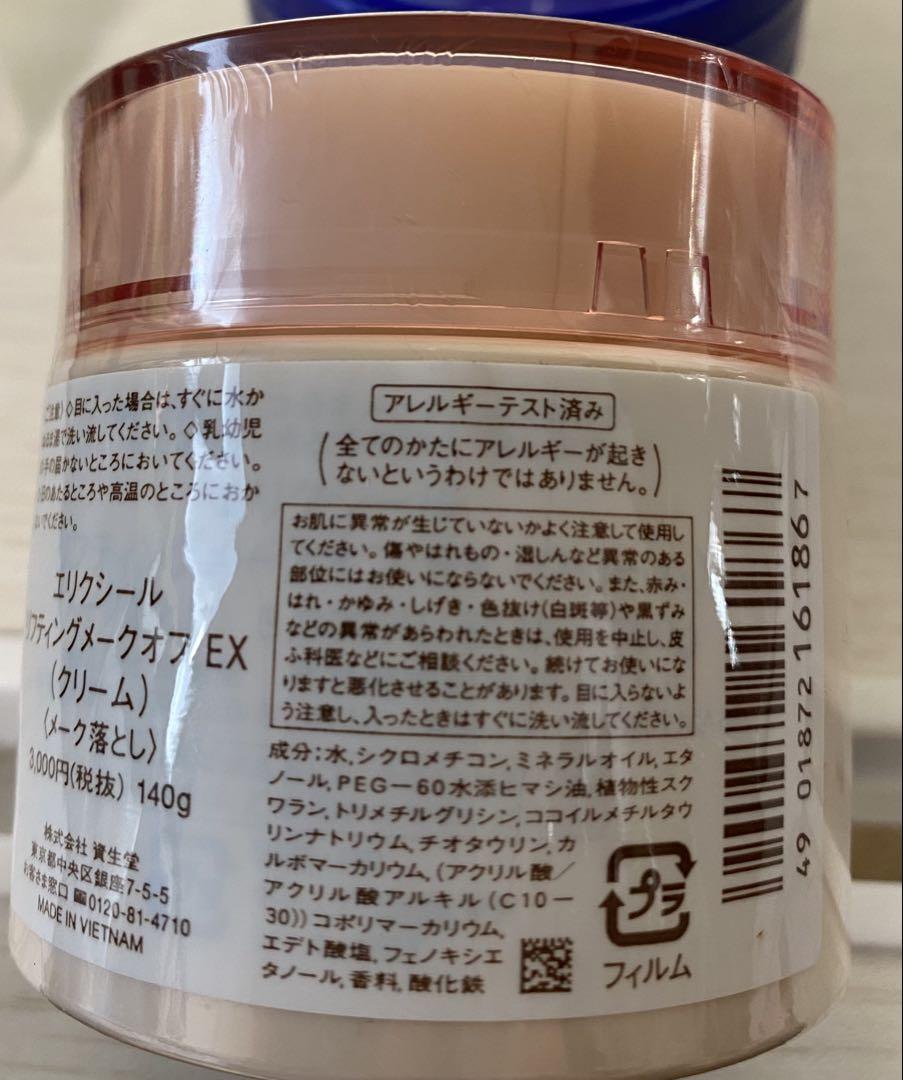 ご注意〉◇目に入った場合は、すぐに水か
ぬるま湯で洗い流してください。◇乳幼児
手の届かないところにおいてください。
日のあたるところや高温のところにおか
ないでください。
エリクシール
リフティングメークオフ EX
(クリーム)
〈メーク落とし〉
3,000円(税抜) 140g
株式会社 資生堂
東京都中央区銀座7-5-5
お客さま窓口 0120-81-4710
MADE IN VIETNAM
アレルギーテスト済み
(全てのかたにアレルギーが起き
ないというわけではありません。)
お肌に異常が生じていないかよく注意して使用し
てください。傷やはれもの・湿しんなど異常のある
部位にはお使いにならないでください。また、赤み・
はれ・かゆみ・しげき・色抜け(白斑等)や黒ずみ
などの異常があらわれたときは、使用を中止し、皮
ふ科医などにご相談ください。続けてお使いにな
りますと悪化させることがあります。目に入らないよ
う注意し、入ったときはすぐに洗い流してください。
成分:水,シクロメチコン,ミネラルオイル,エタ
ノール,PEG-60水添ヒマシ油,植物性スク
ワラン,トリメチルグリシン,ココイルメチルタウ
リンナトリウム,チオタウリン,カ
ルボマーカリウム,(アクリル酸/
アクリル酸アルキル(C10-
30))コポリマーカリウム,
エデト酸塩,フェノキシエ
タノール,香料,酸化鉄
プラ
フィルム
4901872161867